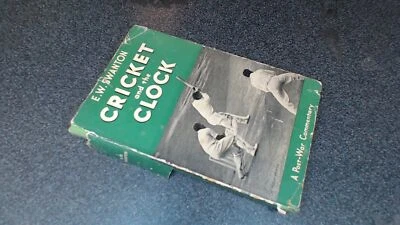 E.W. SWANTON
CRICKET
and the
CLOCK
A Post-War Commentary